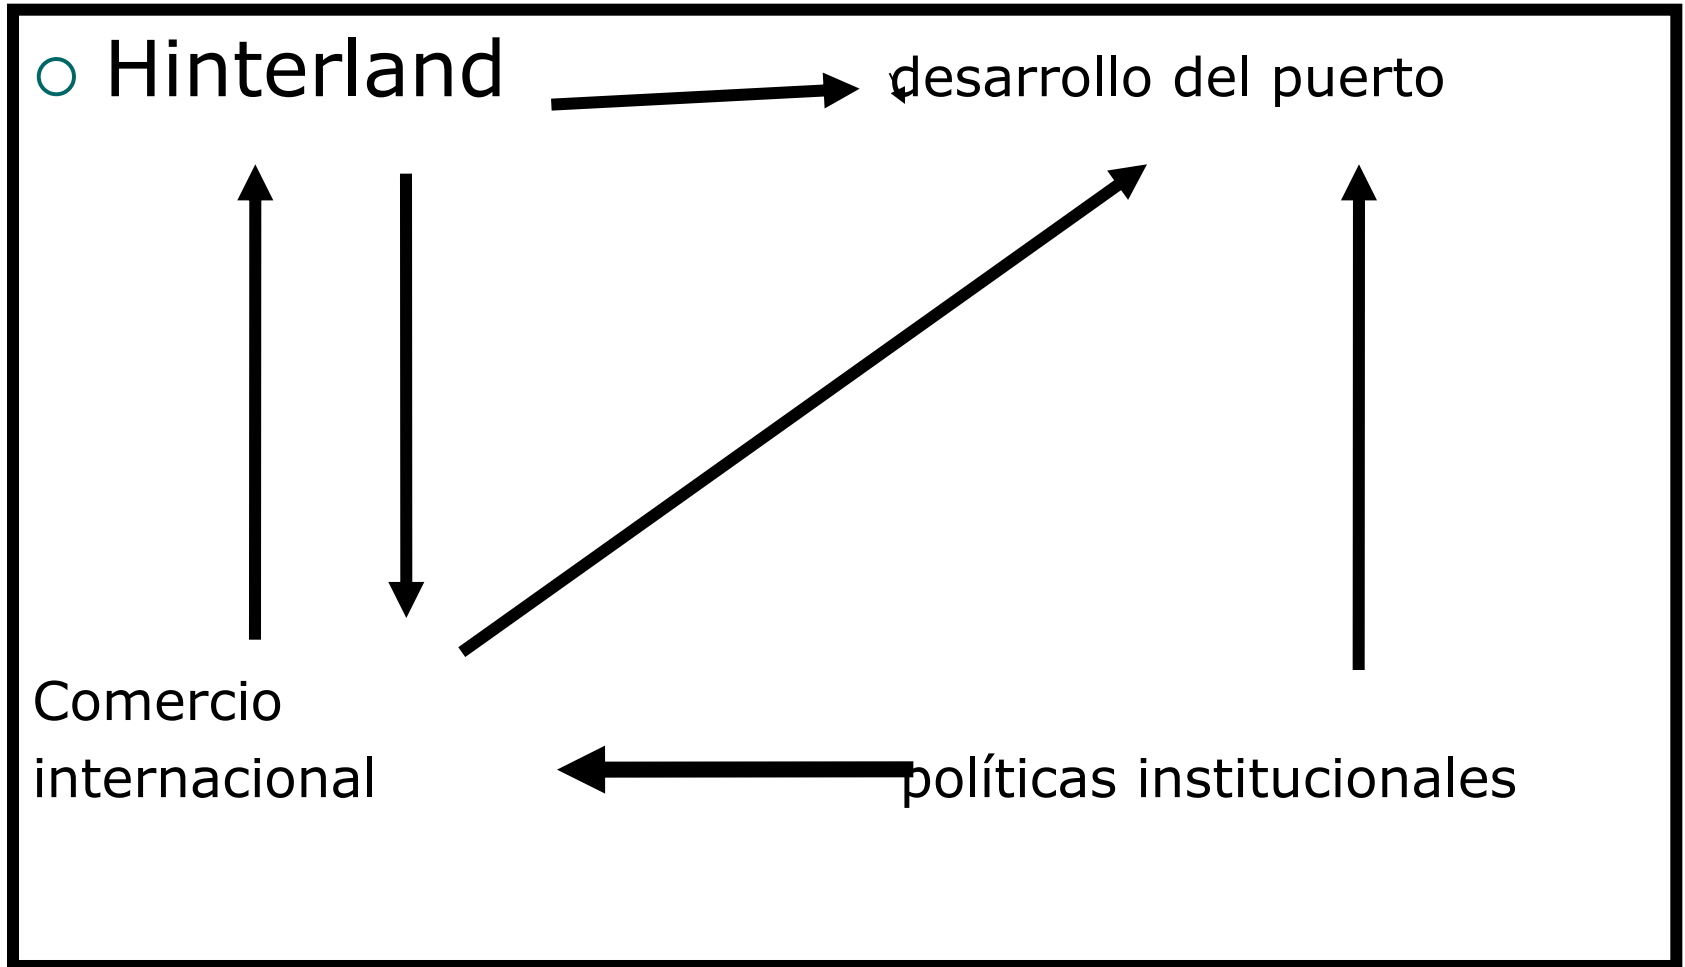 Hinterland
desarrollo del puerto
Comercio
internacional
políticas institucionales